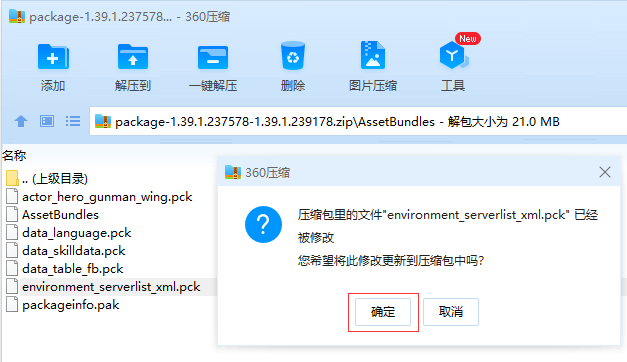 package-1.39.1.237578... - 360压缩
添加
解压到
一键解压
删除
图片压缩
New
工具
package-1.39.1.237578-1.39.1.239178.zip\AssetBundles - 解包大小为 21.0 MB
名称
.. (上级目录)
actor_hero_gunman_wing.pck
AssetBundles
data_language.pck
data_skilldata.pck
data_table_fb.pck
environment_serverlist_xml.pck
packageinfo.pak
360压缩
压缩包里的文件"environment_serverlist_xml.pck" 已经
被修改
您希望将此修改更新到压缩包中吗?
确定
取消